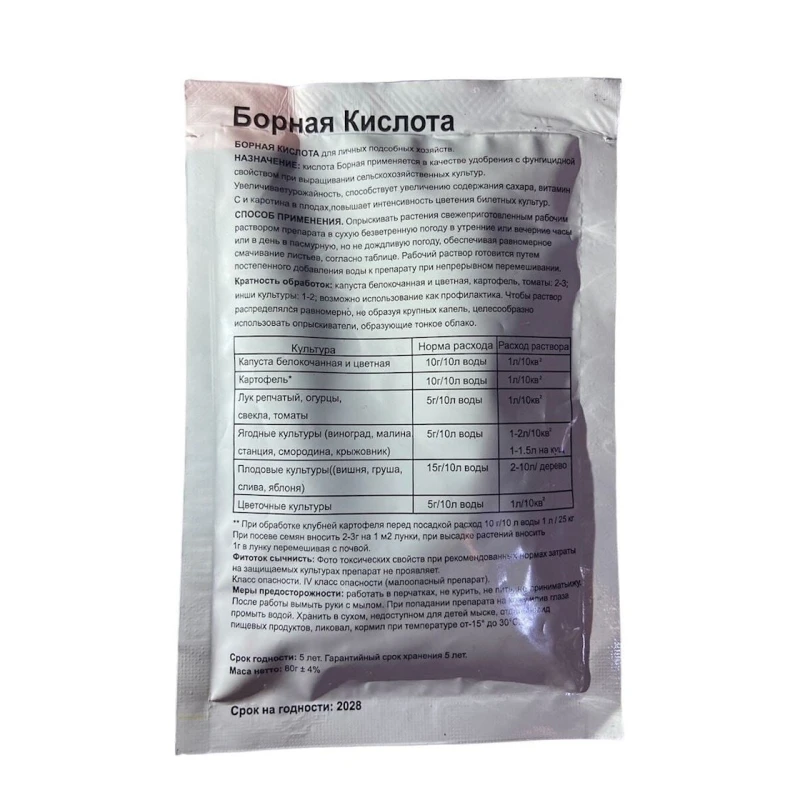 Борная Кислота
БОРНАЯ КИСЛОТА для личных подсобных хозяйств.
НАЗНАЧЕНИЕ: кислота Борная применяется в качестве удобрения с фунгицидной
свойством при выращивании сельскохозяйственных культур.
Увеличиваетурожайность, способствует увеличению содержания сахара, витамин
С и каротина в плодах,повышает интенсивность цветения билетных культур.
СПОСОБ ПРИМЕНЕНИЯ. Опрыскивать растения свежеприготовленным рабочим
раствором препарата в сухую безветренную погоду в утренние или вечерние часы
или в день в пасмурную, но не дождливую погоду, обеспечивая равномерное
смачивание листьев, согласно таблице. Рабочий раствор готовится путем
постепенного добавления воды к препарату при непрерывном перемешивании.
Кратность обработок: капуста белокочанная и цветная, картофель, томаты: 2-3;
инши культуры: 1-2, возможно использование как профилактика. Чтобы раствор
распределялся равномерно, не образуя крупных капель, целесообразно
использовать опрыскиватели, образующие тонкое облако.
Культура Норма расхода Расход раствора
Капуста белокочанная и цветная 10г/10л воды 1л/10кв²
Картофель* 10г/10л воды 1л/10кв²
Лук репчатый, огурцы, 5г/10л воды 1л/10кв²
свекла, томаты
Ягодные культуры (виноград, малина 5г/10л воды 1-2л/10кв²
станция, смородина, крыжовник) 1-1.5л на кущ
Плодовые культуры((вишня, груша, 15г/10л воды 2-10л/ дерево
слива, яблоня)
Цветочные культуры 5г/10л воды 1л/10кв²
** При обработке клубней картофеля перед посадкой расход 10 г/10 л воды 1 л / 25 кг
При посеве семян вносить 2-3г на 1 м2 лунки, при высадке растений вносить
1г в лунку перемешивая с почвой.
Фитоток сычнисть: Фото токсических свойств при рекомендованных нормах затраты
на защищаемых культурах препарат не проявляет.
Класс опасности. IV класс опасности (малоопасный препарат).
Меры предосторожности: работать в перчатках, не курить, не пить, не
После работы вымыть руки с мылом. При попадании препарата на глаза
промыть водой. Хранить в сухом, недоступном для детей мыске,
пищевых продуктов, ликовал, кормил при температуре от-15° до 30°С
Срок годности: 5 лет. Гарантийный срок хранения 5 лет.
Маса нетто: 80г ± 4%
Срок на годности: 2028